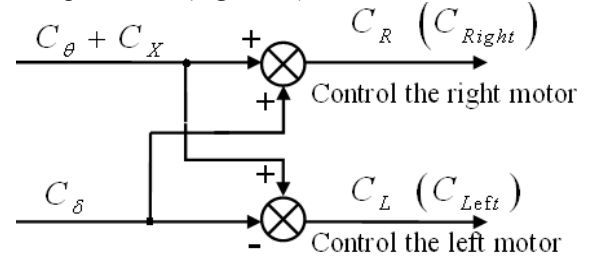 C_θ + C_X + C_R (C_Right)
+ Control the right motor
+
C_δ C_L (C_Left)
- Control the left motor